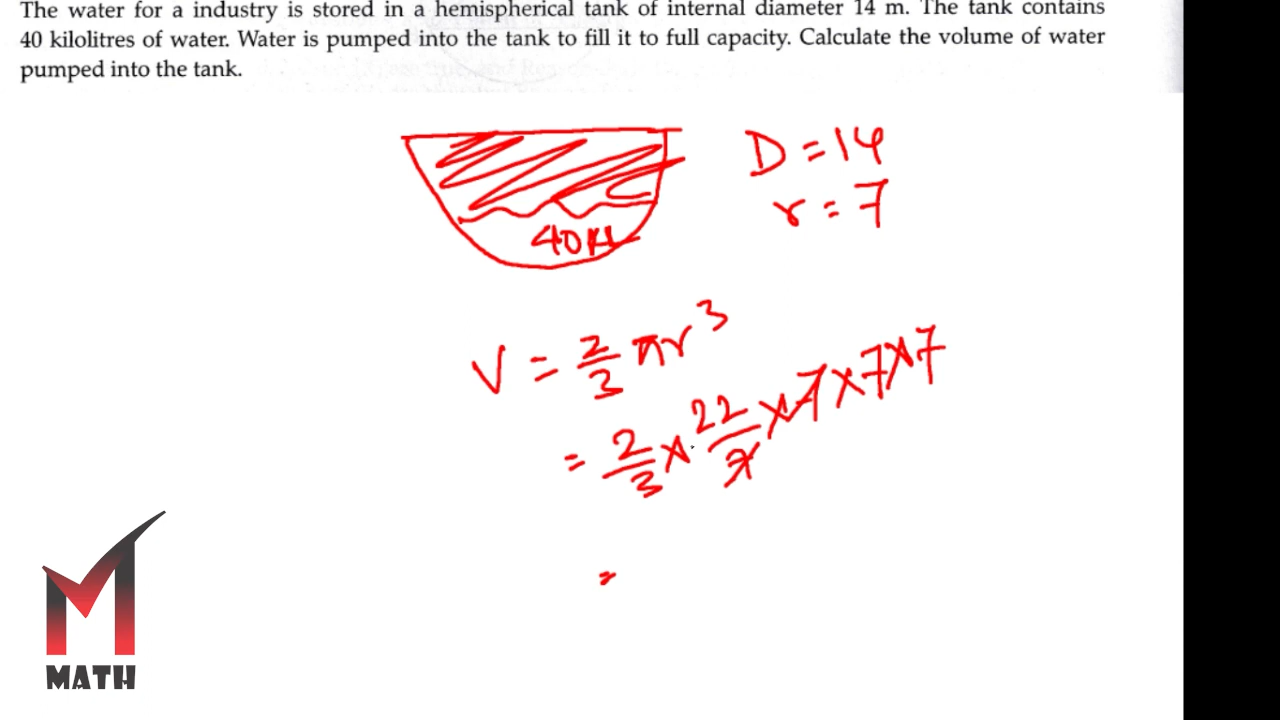 The water for a industry is stored in a hemispherical tank of internal diameter 14 m. The tank contains
40 kilolitres of water. Water is pumped into the tank to fill it to full capacity. Calculate the volume of water
pumped into the tank.
D = 14
r = 7
40 Kl
V = 2/3 πr³
= 2/3 × 22/7 × 7 × 7 × 7
=
M
MATH